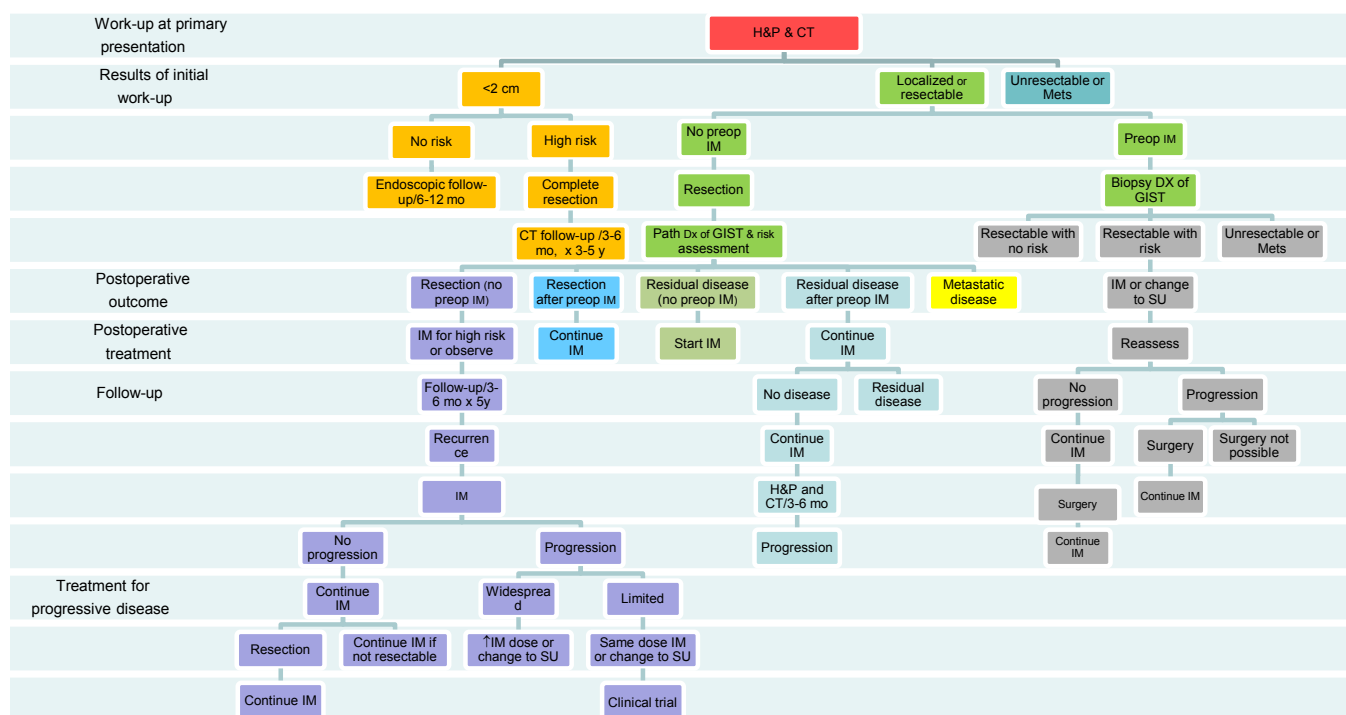 Work-up at primary
presentation
H&P & CT
Results of initial
work-up
<2 cm
Localized or
resectable
Unresectable or
Mets
No risk
High risk
No preop
IM
Preop IM
Endoscopic follow-
up/6-12 mo
Complete
resection
Resection
Biopsy DX of
GIST
CT follow-up /3-6
mo, x 3-5 y
Path Dx of GIST & risk
assessment
Resectable with
no risk
Resectable with
risk
Unresectable or
Mets
Postoperative
outcome
Resection (no
preop IM)
Resection
after preop IM
Residual disease
(no preop IM)
Residual disease
after preop IM
Metastatic
disease
IM or change
to SU
Postoperative
treatment
IM for high risk
or observe
Continue
IM
Start IM
Continue
IM
Reassess
Follow-up
Follow-up/3-
6 mo x 5y
No disease
Residual
disease
No
progression
Progression
Recurren
ce
Continue
IM
Continue
IM
Surgery
Surgery not
possible
IM
H&P and
CT/3-6 mo
Surgery
Continue IM
No
progression
Progression
Progression
Continue
IM
Treatment for
progressive disease
Continue
IM
Widesprea
d
Limited
Resection
Continue IM if
not resectable
↑IM dose or
change to SU
Same dose IM
or change to SU
Continue IM
Clinical trial